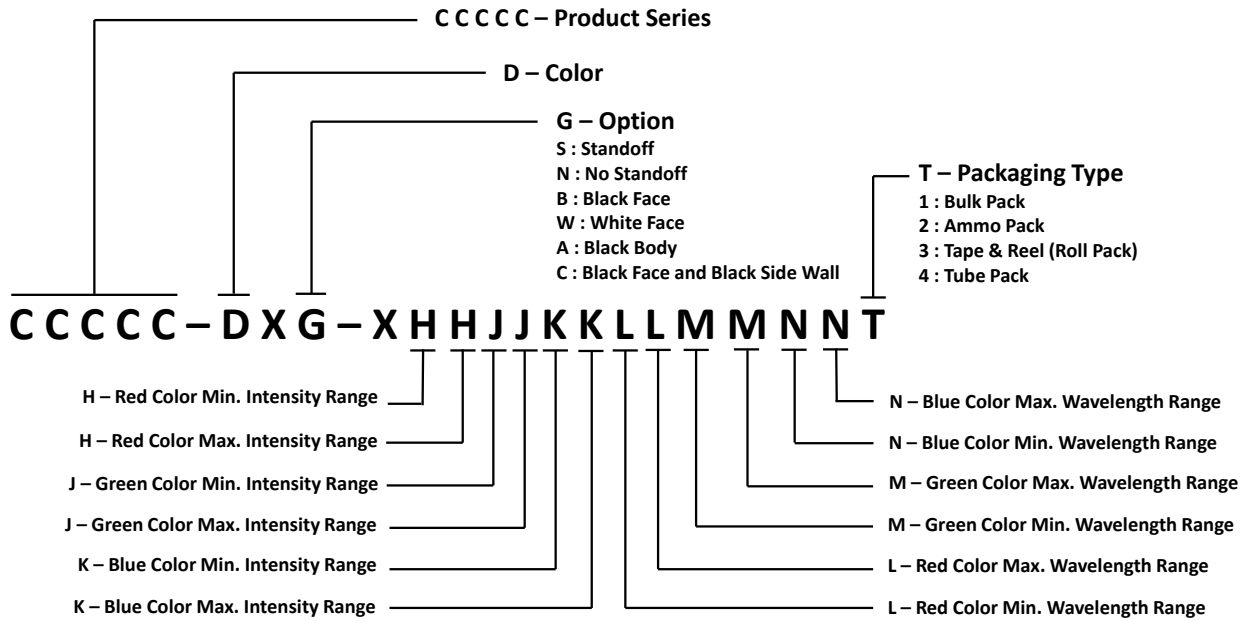 C C C C C – Product Series
D – Color
G – Option
S : Standoff
N : No Standoff
B : Black Face
W : White Face
A : Black Body
C : Black Face and Black Side Wall
T – Packaging Type
1 : Bulk Pack
2 : Ammo Pack
3 : Tape & Reel (Roll Pack)
4 : Tube Pack
C C C C C – D X G – X H H J J K K L L M M N N T
H – Red Color Min. Intensity Range
H – Red Color Max. Intensity Range
J – Green Color Min. Intensity Range
J – Green Color Max. Intensity Range
K – Blue Color Min. Intensity Range
K – Blue Color Max. Intensity Range
N – Blue Color Max. Wavelength Range
N – Blue Color Min. Wavelength Range
M – Green Color Max. Wavelength Range
M – Green Color Min. Wavelength Range
L – Red Color Max. Wavelength Range
L – Red Color Min. Wavelength Range